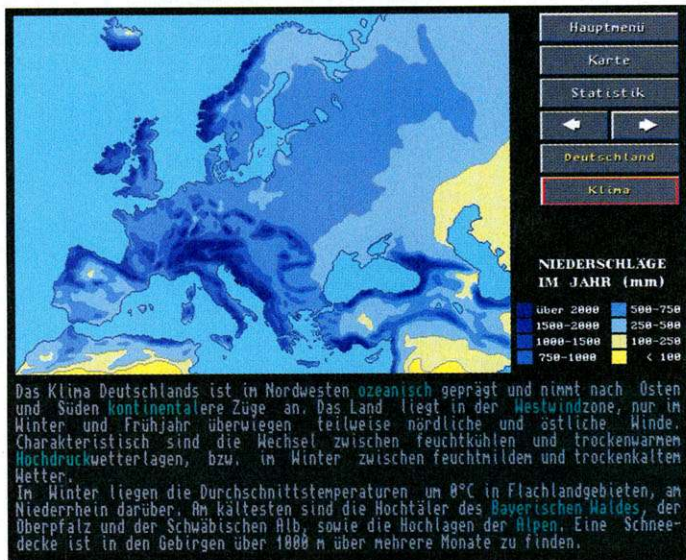 Hauptmenü
Karte
Statistik
Deutschland
Klima
NIEDERSCHLÄGE
IM JAHR (mm)
über 2000
500-750
1500-2000
250-500
1000-1500
100-250
750-1000
< 100
Das Klima Deutschlands ist im Nordwesten ozeanisch geprägt und nimmt nach Osten
und Süden kontinentalere Züge an. Das Land liegt in der Westwindzone, nur im
Winter und Frühjahr überwiegen teilweise nördliche und östliche Winde.
Charakteristisch sind die Wechsel zwischen feuchtkühlen und trockenwarmem
Hochdruckwetterlagen, bzw. im Winter zwischen feuchtmildem und trockenkaltem
Wetter.
Im Winter liegen die Durchschnittstemperaturen um 0°C in Flachlandgebieten, am
Niederrhein darüber. Am kältesten sind die Hochtäler des Bayerischen Waldes, der
Oberpfalz und der Schwäbischen Alb, sowie die Hochlagen der Alpen. Eine Schnee-
decke ist in den Gebirgen über 1000 m über mehrere Monate zu finden.